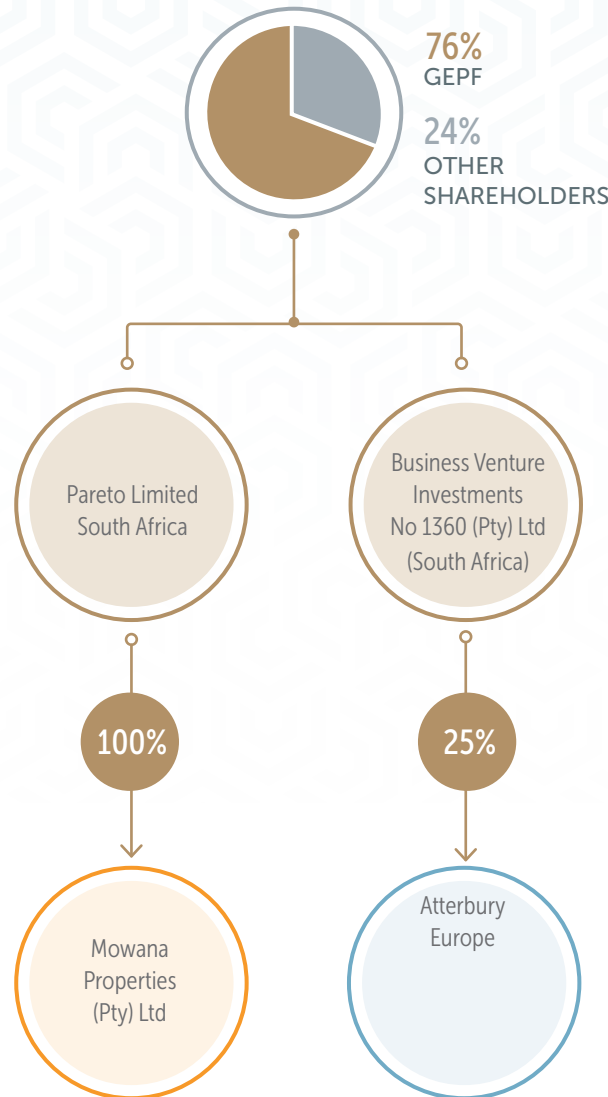 76%
GEPF
24%
OTHER
SHAREHOLDERS
Pareto Limited
South Africa
Business Venture
Investments
No 1360 (Pty) Ltd
(South Africa)
100%
25%
Mowana
Properties
(Pty) Ltd
Atterbury
Europe